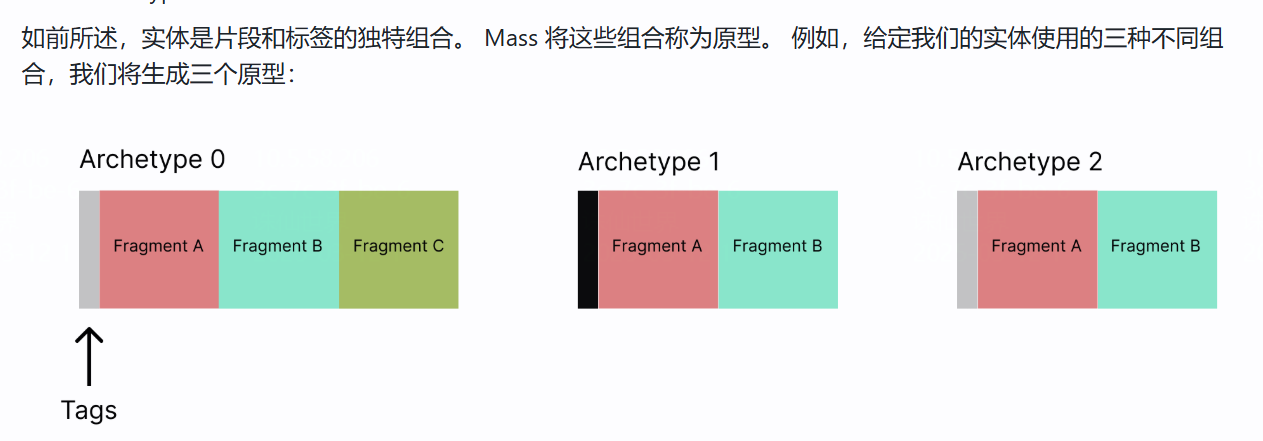 如前所述，实体是片段和标签的独特组合。 Mass 将这些组合称为原型。 例如，给定我们的实体使用的三种不同组
合，我们将生成三个原型：
Archetype 0
Fragment A Fragment B Fragment C
Tags
Archetype 1
Fragment A Fragment B
Archetype 2
Fragment A Fragment B